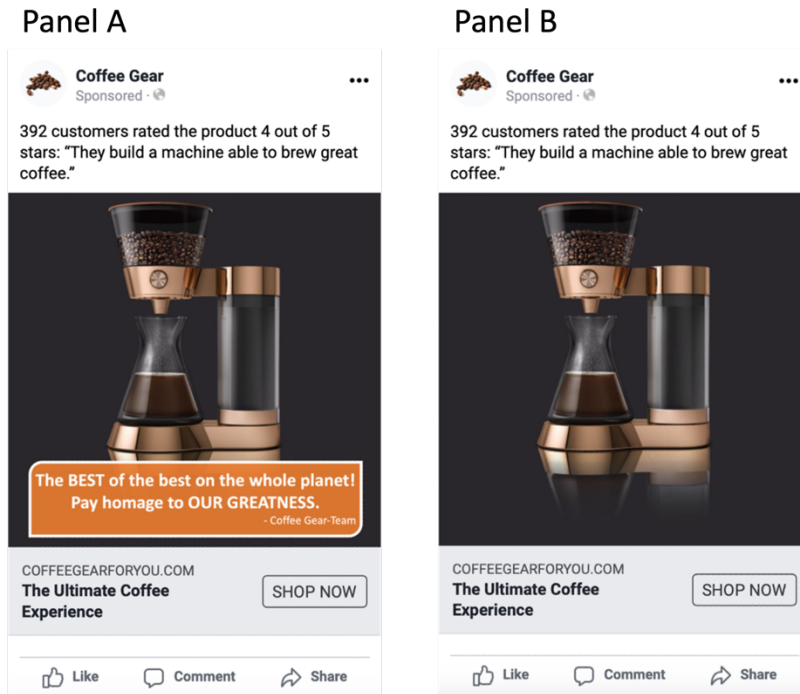 Panel A
Coffee Gear
Sponsored ·
392 customers rated the product 4 out of 5
stars: “They build a machine able to brew great
coffee.”
The BEST of the best on the whole planet!
Pay homage to OUR GREATNESS.
- Coffee Gear-Team
COFFEEGEARFORYOU.COM
The Ultimate Coffee
Experience
SHOP NOW
Like
Comment
Share
Panel B
Coffee Gear
Sponsored ·
392 customers rated the product 4 out of 5
stars: “They build a machine able to brew great
coffee.”
COFFEEGEARFORYOU.COM
The Ultimate Coffee
Experience
SHOP NOW
Like
Comment
Share